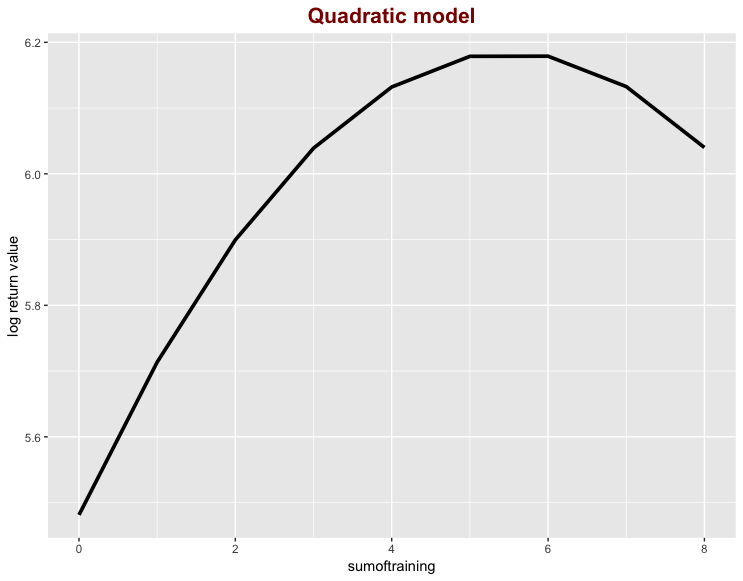 Quadratic model
6.2
6.0
5.8
5.6
log return value
0 2 4 6 8
sumoftraining